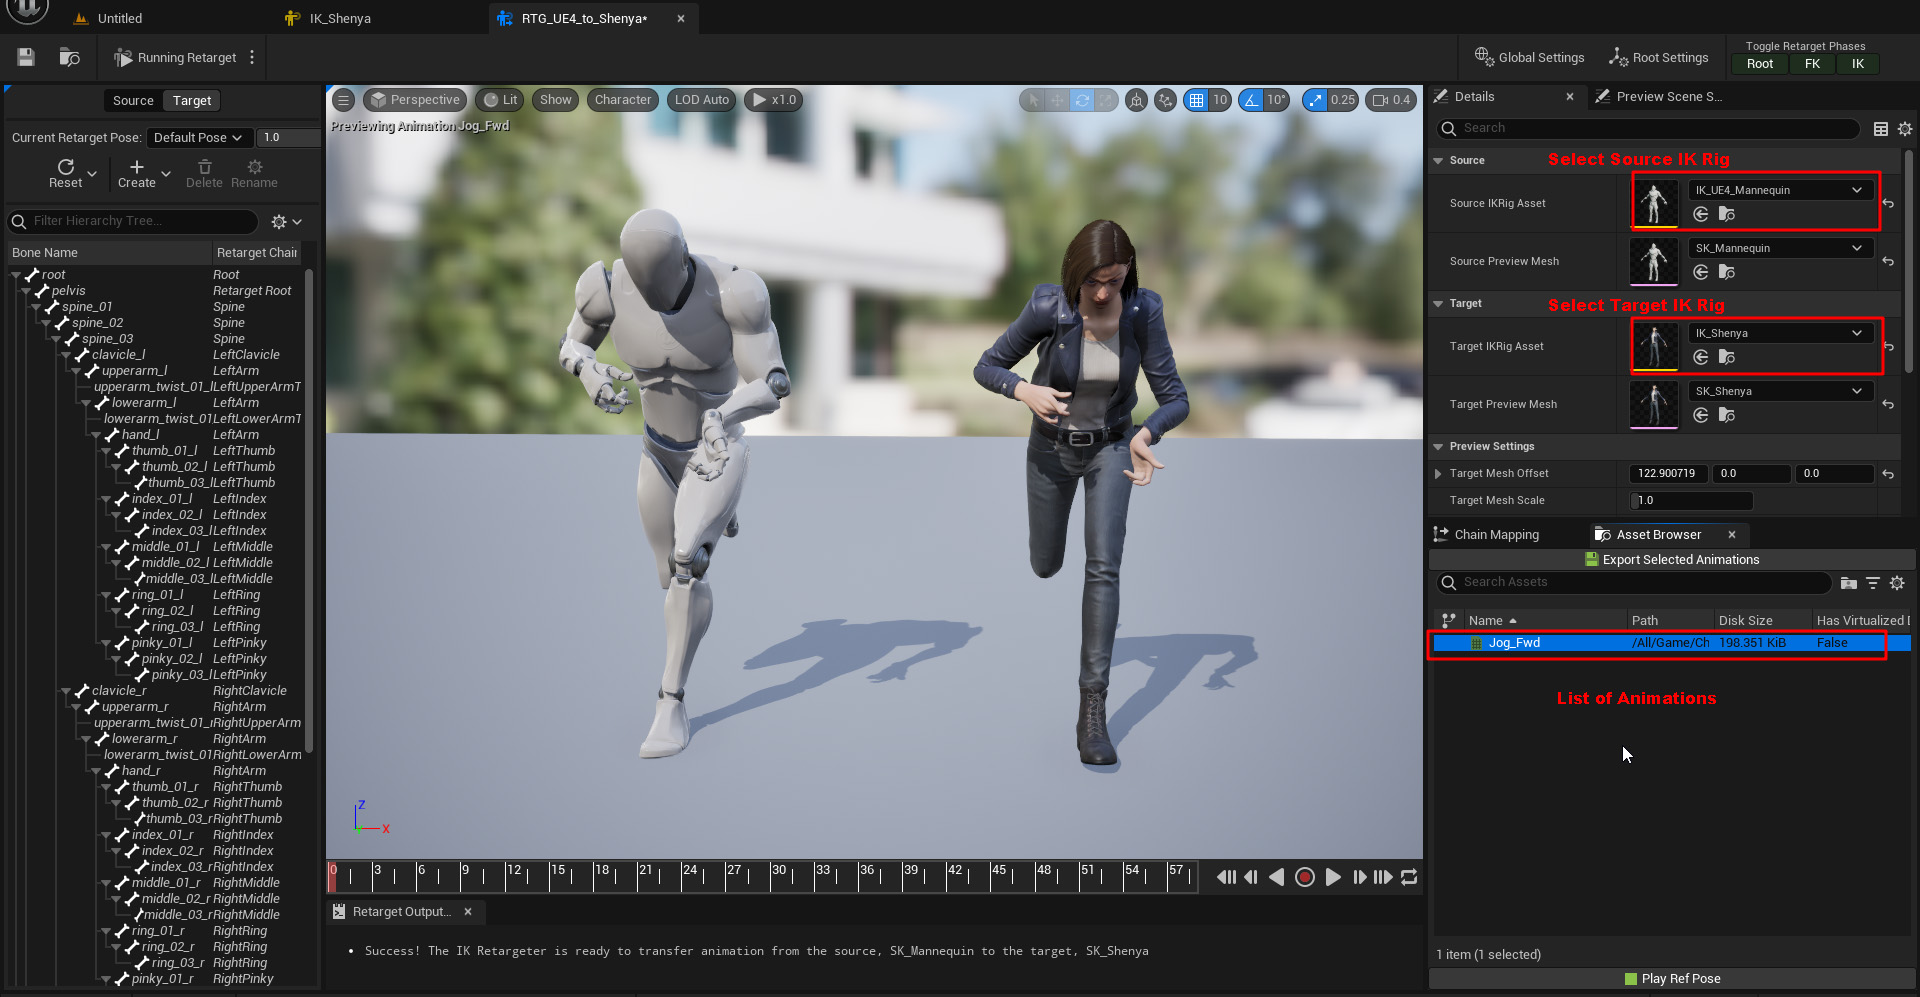 Untitled
IK_Shenya
RTG_UE4_to_Shenya*
Running Retarget
Global Settings
Root Settings
Toggle Retarget Phases
Root
FK
IK
Source
Target
Current Retarget Pose:
Default Pose
1.0
Reset
Create
Delete
Rename
Filter Hierarchy Tree...
Bone Name
Retarget Chai
root Root
pelvis Retarget Root
spine_01 Spine
spine_02 Spine
spine_03 Spine
clavicle_l LeftClavicle
upperarm_l LeftArm
upperarm_twist_01_l LeftUpperArmT
lowerarm_l LeftArm
lowerarm_twist_01 LeftLowerArmT
hand_l LeftArm
thumb_01_l LeftThumb
thumb_02_l LeftThumb
thumb_03_l LeftThumb
index_01_l LeftIndex
index_02_l LeftIndex
index_03_l LeftIndex
middle_01_l LeftMiddle
middle_02_l LeftMiddle
middle_03_l LeftMiddle
ring_01_l LeftRing
ring_02_l LeftRing
ring_03_l LeftRing
pinky_01_l LeftPinky
pinky_02_l LeftPinky
pinky_03_l LeftPinky
clavicle_r RightClavicle
upperarm_r RightArm
upperarm_twist_01_r RightUpperArm
lowerarm_r RightArm
lowerarm_twist_01 RightLowerArm
hand_r RightArm
thumb_01_r RightThumb
thumb_02_r RightThumb
thumb_03_r RightThumb
index_01_r RightIndex
index_02_r RightIndex
index_03_r RightIndex
middle_01_r RightMiddle
middle_02_r RightMiddle
middle_03_r RightMiddle
ring_01_r RightRing
ring_02_r RightRing
ring_03_r RightRing
pinky_01_r RightPinky
Perspective
Lit
Show
Character
LOD Auto
x1.0
10
10°
0.25
0.4
Previewing Animation Jog_Fwd
Z
X
0 3 6 9 12 15 18 21 24 27 30 33 36 39 42 45 48 51 54 57
Retarget Output...
Success! The IK Retargeter is ready to transfer animation from the source, SK_Mannequin to the target, SK_Shenya
Details
Preview Scene S...
Search
Source
Select Source IK Rig
Source IKRig Asset
IK_UE4_Mannequin
Source Preview Mesh
SK_Mannequin
Target
Select Target IK Rig
Target IKRig Asset
IK_Shenya
Target Preview Mesh
SK_Shenya
Preview Settings
Target Mesh Offset
122.900719
0.0
0.0
Target Mesh Scale
1.0
Chain Mapping
Asset Browser
Export Selected Animations
Search Assets
Name
Path
Disk Size
Has Virtualized
Jog_Fwd
/All/Game/Ch
198.351 KiB
False
List of Animations
1 item (1 selected)
Play Ref Pose